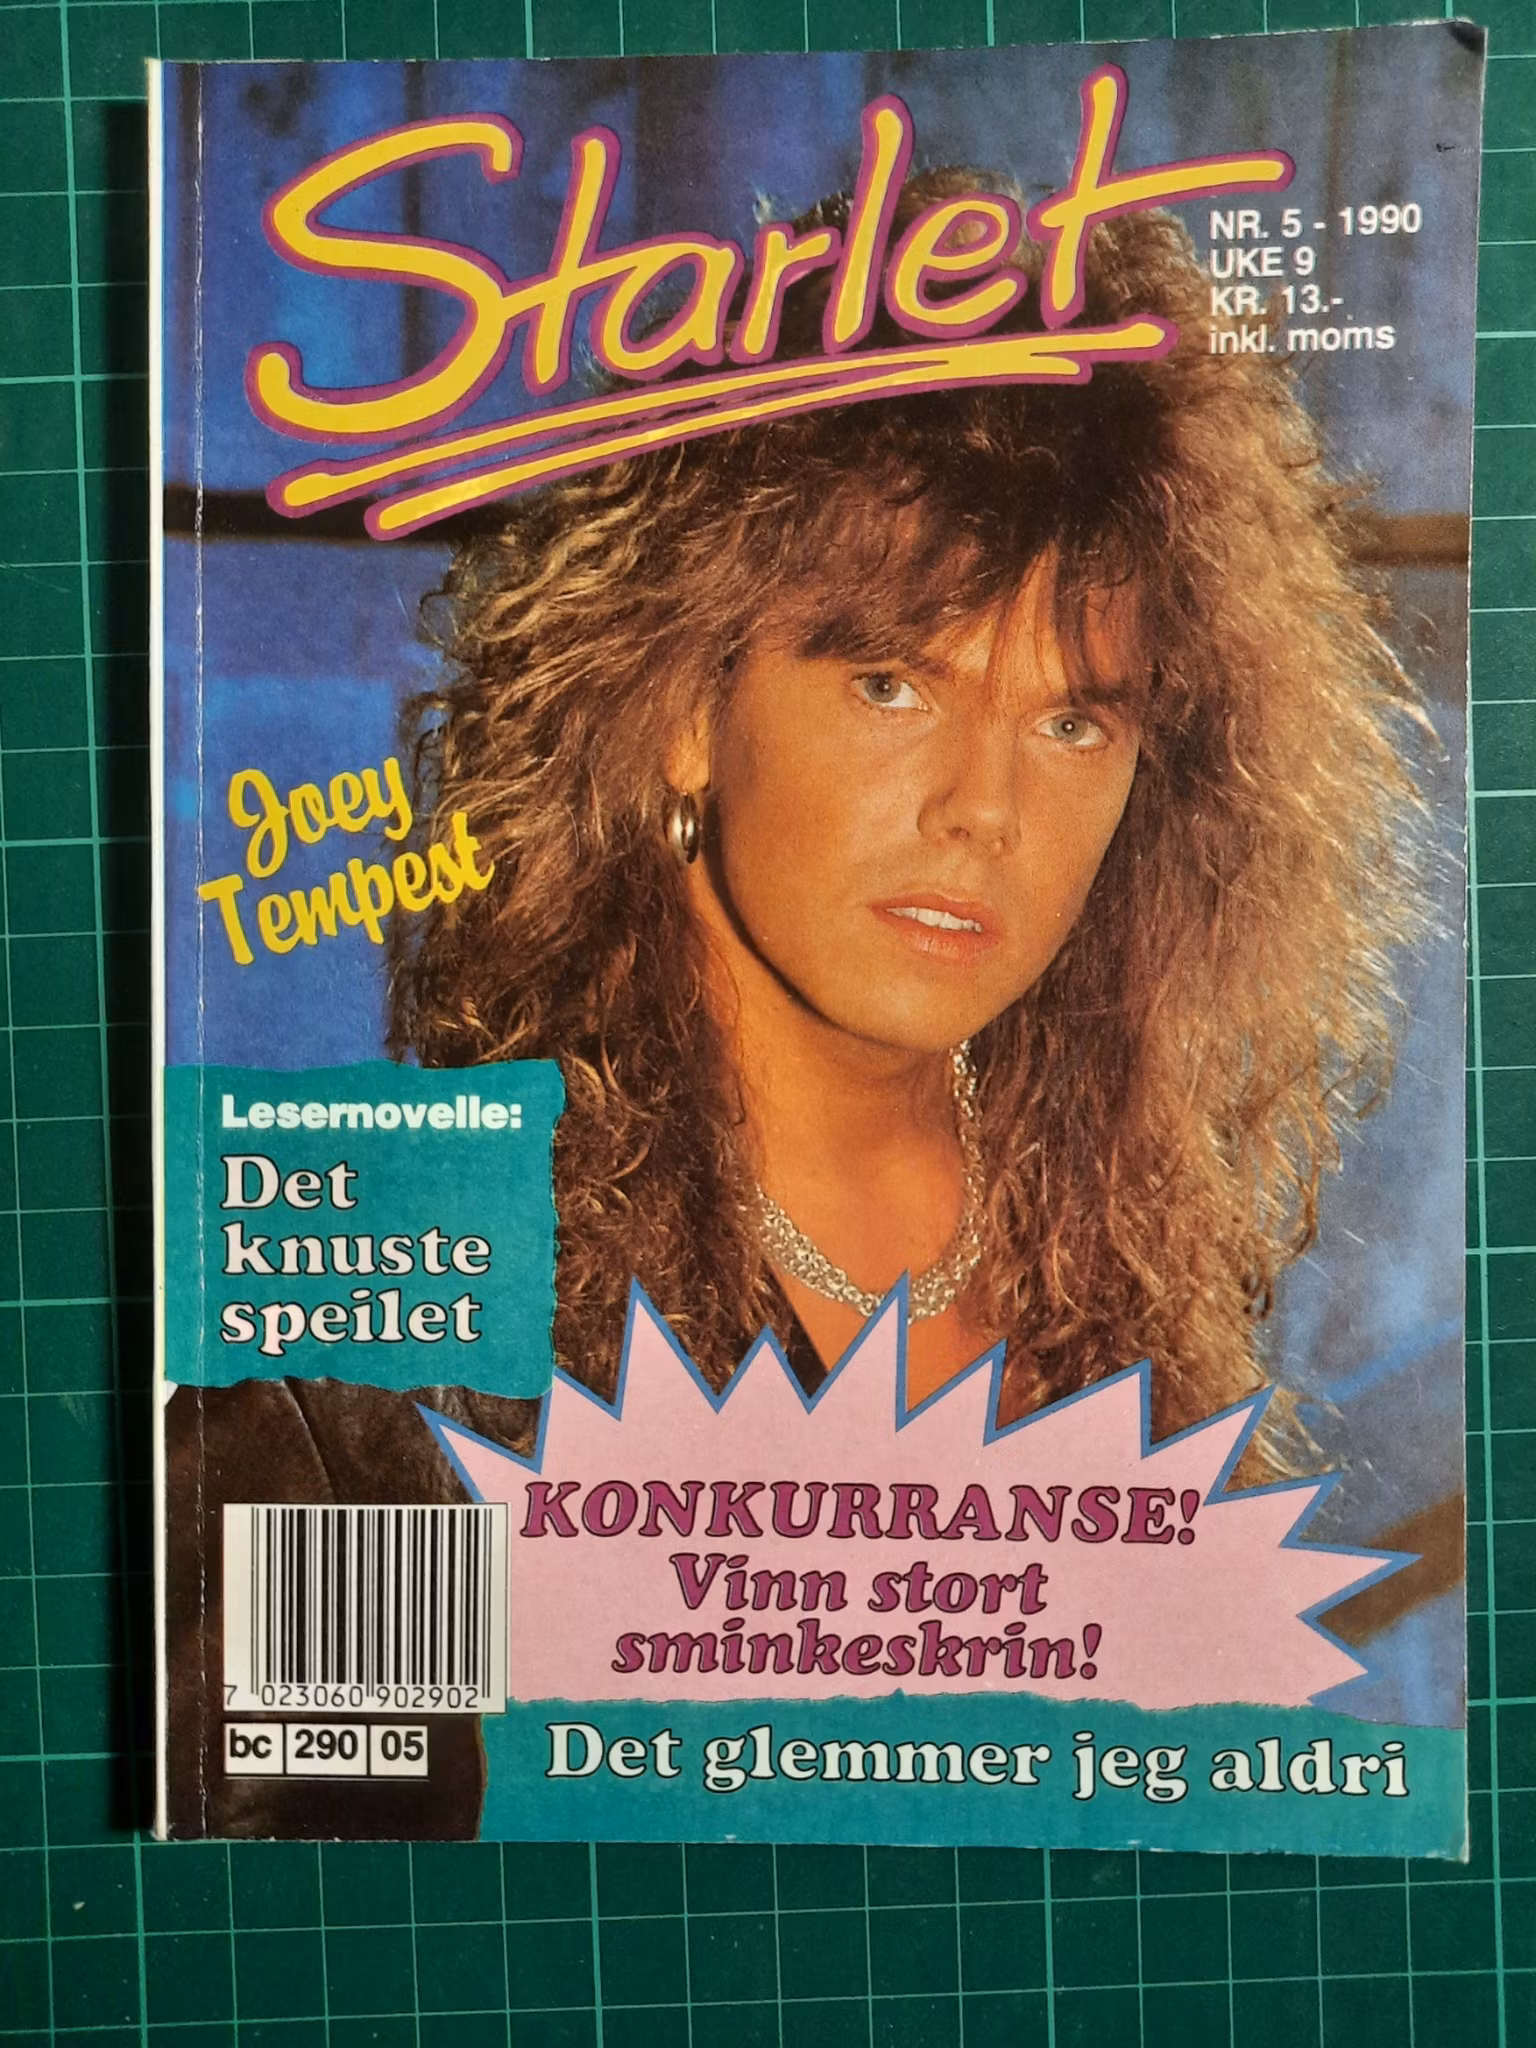 Starlet
NR. 5 - 1990
UKE 9
KR. 13.-
inkl. moms
Joey
Tempest
Lesernovelle:
Det
knuste
speilet
KONKURRANSE!
Vinn stort
sminkeskrin!
7 023060 902902
bc 290 05
Det glemmer jeg aldri